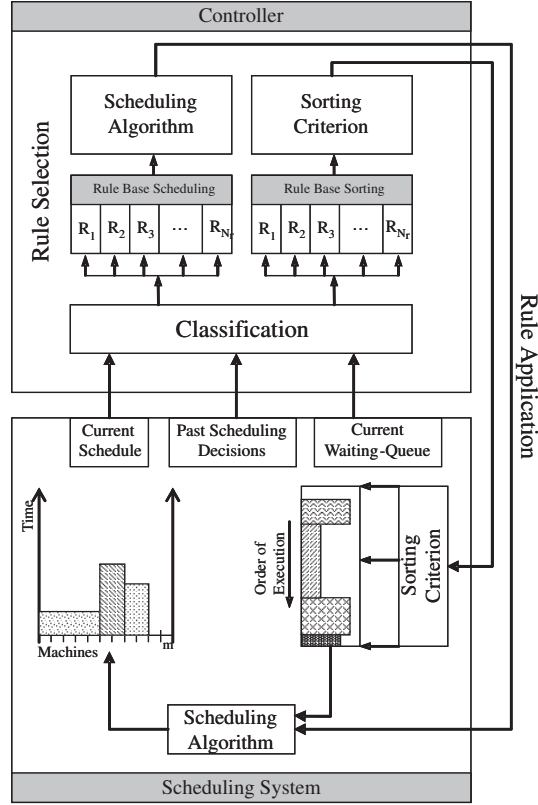 Controller
Scheduling
Algorithm
Sorting
Criterion
Rule Selection
Rule Base Scheduling
Rule Base Sorting
R1 R2 R3 ... RNr
R1 R2 R3 ... RNr
Classification
Rule Application
Current
Schedule
Past Scheduling
Decisions
Current
Waiting-Queue
Time
Machines
m
Order of
Execution
Sorting
Criterion
Scheduling
Algorithm
Scheduling System